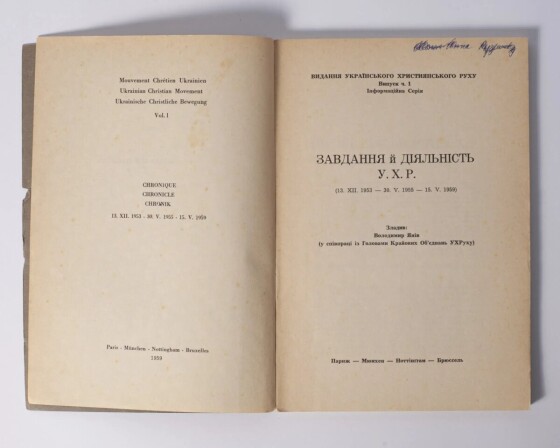 Mouvement Chrétien Ukrainien
Ukrainian Christian Movement
Ukrainische Christliche Bewegung
Vol. I
CHRONIQUE
CHRONICLE
CHRONIK
13. XII. 1953 - 30. V. 1955 - 15. V. 1959
Paris - München - Nottingham - Bruxelles
1959
ВИДАННЯ УКРАЇНСЬКОГО ХРИСТИЯНСЬКОГО РУХУ
Випуск ч. I
Інформаційна Серія
ЗАВДАННЯ й ДІЯЛЬНІСТЬ
У. Х. Р.
(13. XII. 1953 — 30. V. 1955 — 15. V. 1959)
Зладив:
Володимир Янів
(у співпраці із Головами Крайових Об'єднань УХРуху)
Париж — Мюнхен — Ноттінґгам — Брюссель